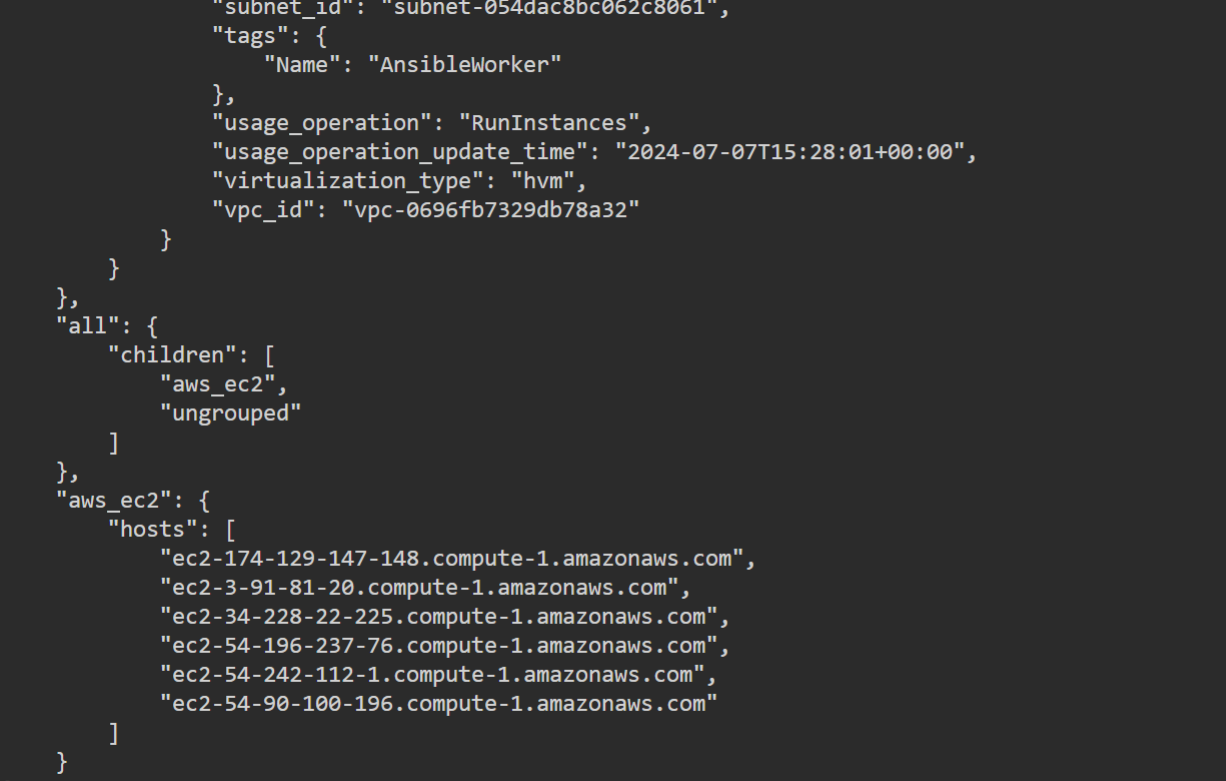 "subnet_id": "subnet-054dac8bc062c8061",
"tags": {
"Name": "AnsibleWorker"
},
"usage_operation": "RunInstances",
"usage_operation_update_time": "2024-07-07T15:28:01+00:00",
"virtualization_type": "hvm",
"vpc_id": "vpc-0696fb7329db78a32"
}
}
},
"all": {
"children": [
"aws_ec2",
"ungrouped"
]
},
"aws_ec2": {
"hosts": [
"ec2-174-129-147-148.compute-1.amazonaws.com",
"ec2-3-91-81-20.compute-1.amazonaws.com",
"ec2-34-228-22-225.compute-1.amazonaws.com",
"ec2-54-196-237-76.compute-1.amazonaws.com",
"ec2-54-242-112-1.compute-1.amazonaws.com",
"ec2-54-90-100-196.compute-1.amazonaws.com"
]
}